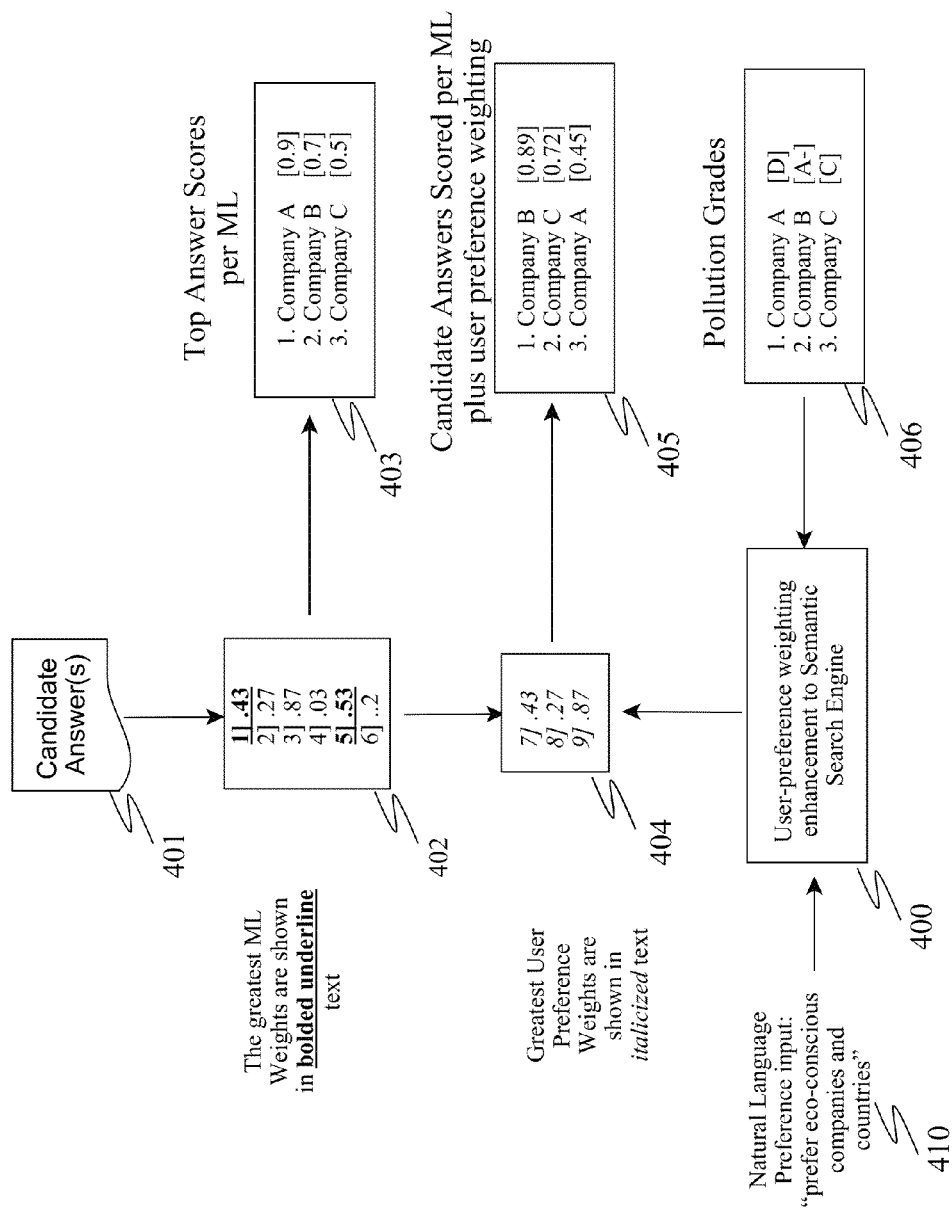 Candidate
Answer(s)
401
The greatest ML
Weights are shown
in bolded underline
text
1] .43
2] .27
3] .87
4] .03
5] .53
6] ..2
402
Top Answer Scores
per ML
1. Company A [0.9]
2. Company B [0.7]
3. Company C [0.5]
403
Greatest User
Preference
Weights are
shown in
italicized text
7] .43
8] .27
9] .87
404
Candidate Answers Scored per ML
plus user preference weighting
1. Company B [0.89]
2. Company C [0.72]
3. Company A [0.45]
405
Natural Language
Preference input:
“prefer eco-conscious
companies and
countries”
410
User-preference weighting
enhancement to Semantic
Search Engine
400
Pollution Grades
1. Company A [D]
2. Company B [A-]
3. Company C [C]
406